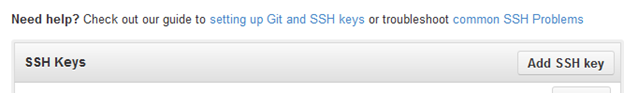 Need help? Check out our guide to setting up Git and SSH keys or troubleshoot common SSH Problems
SSH Keys
Add SSH key